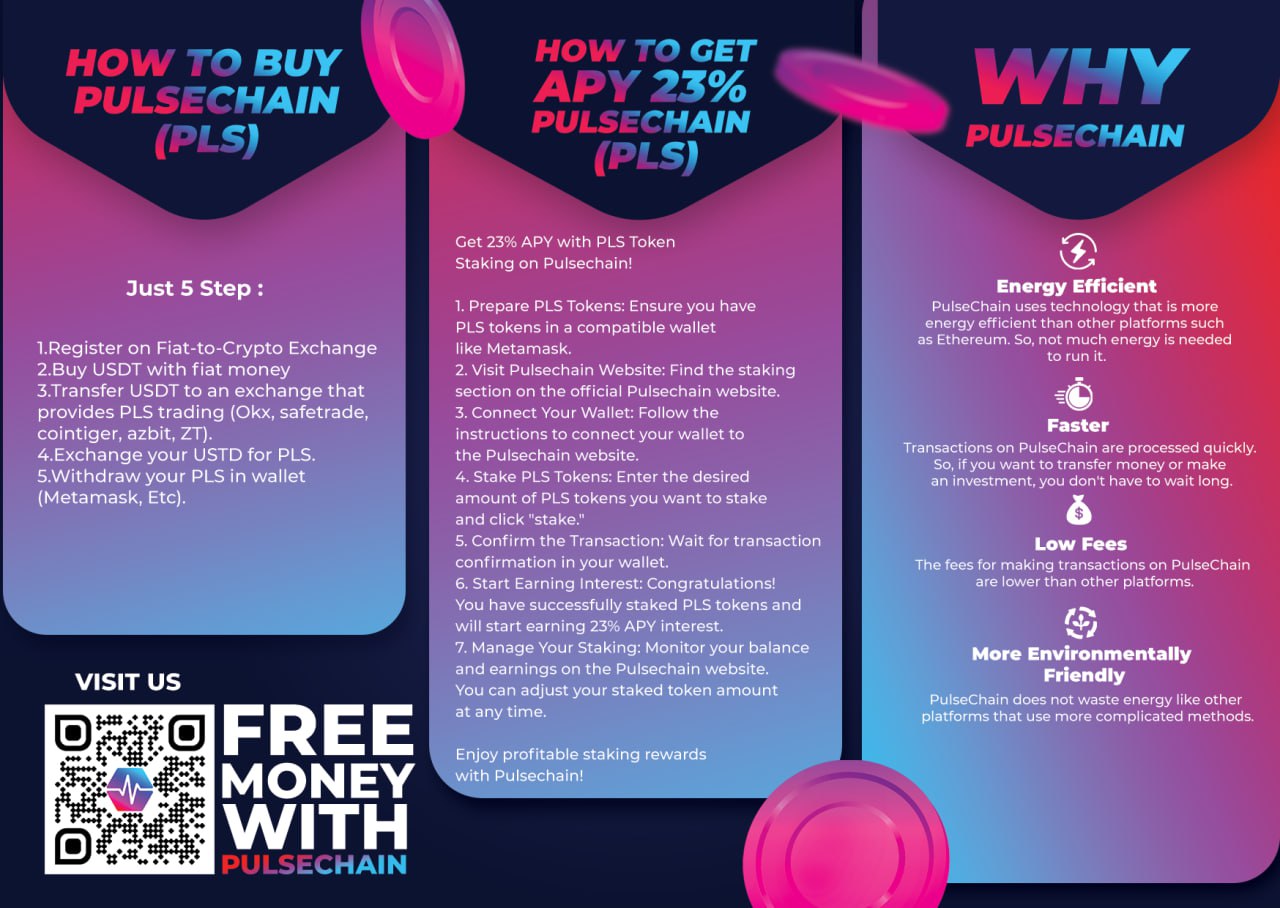 HOW TO BUY
PULSECHAIN
(PLS)
Just 5 Step :
1.Register on Fiat-to-Crypto Exchange
2.Buy USDT with fiat money
3.Transfer USDT to an exchange that
provides PLS trading (Okx, safetrade,
cointiger, azbit, ZT).
4.Exchange your USTD for PLS.
5.Withdraw your PLS in wallet
(Metamask, Etc).
VISIT US
FREE
MONEY
WITH
PULSECHAIN
HOW TO GET
APY 23%
PULSECHAIN
(PLS)
Get 23% APY with PLS Token
Staking on Pulsechain!
1. Prepare PLS Tokens: Ensure you have
PLS tokens in a compatible wallet
like Metamask.
2. Visit Pulsechain Website: Find the staking
section on the official Pulsechain website.
3. Connect Your Wallet: Follow the
instructions to connect your wallet to
the Pulsechain website.
4. Stake PLS Tokens: Enter the desired
amount of PLS tokens you want to stake
and click "stake."
5. Confirm the Transaction: Wait for transaction
confirmation in your wallet.
6. Start Earning Interest: Congratulations!
You have successfully staked PLS tokens and
will start earning 23% APY interest.
7. Manage Your Staking: Monitor your balance
and earnings on the Pulsechain website.
You can adjust your staked token amount
at any time.
Enjoy profitable staking rewards
with Pulsechain!
WHY
PULSECHAIN
Energy Efficient
PulseChain uses technology that is more
energy efficient than other platforms such
as Ethereum. So, not much energy is needed
to run it.
Faster
Transactions on PulseChain are processed quickly.
So, if you want to transfer money or make
an investment, you don't have to wait long.
$
Low Fees
The fees for making transactions on PulseChain
are lower than other platforms.
More Environmentally
Friendly
PulseChain does not waste energy like other
platforms that use more complicated methods.